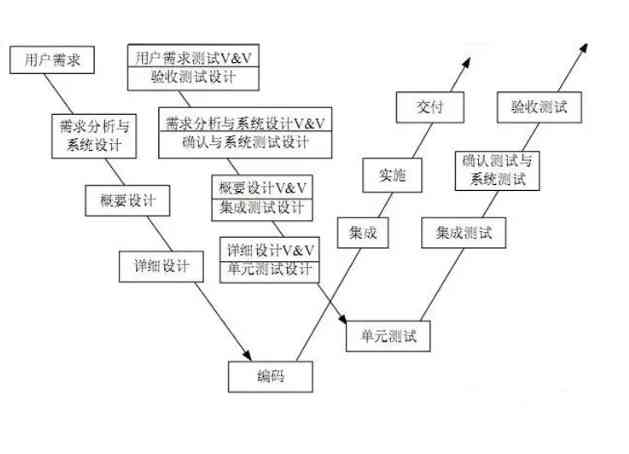 用户需求
需求分析与
系统设计
概要设计
详细设计
编码
用户需求测试V&V
验收测试设计
需求分析与系统设计V&V
确认与系统测试设计
概要设计V&V
集成测试设计
详细设计V&V
单元测试设计
单元测试
集成
实施
交付
集成测试
确认测试与
系统测试
验收测试